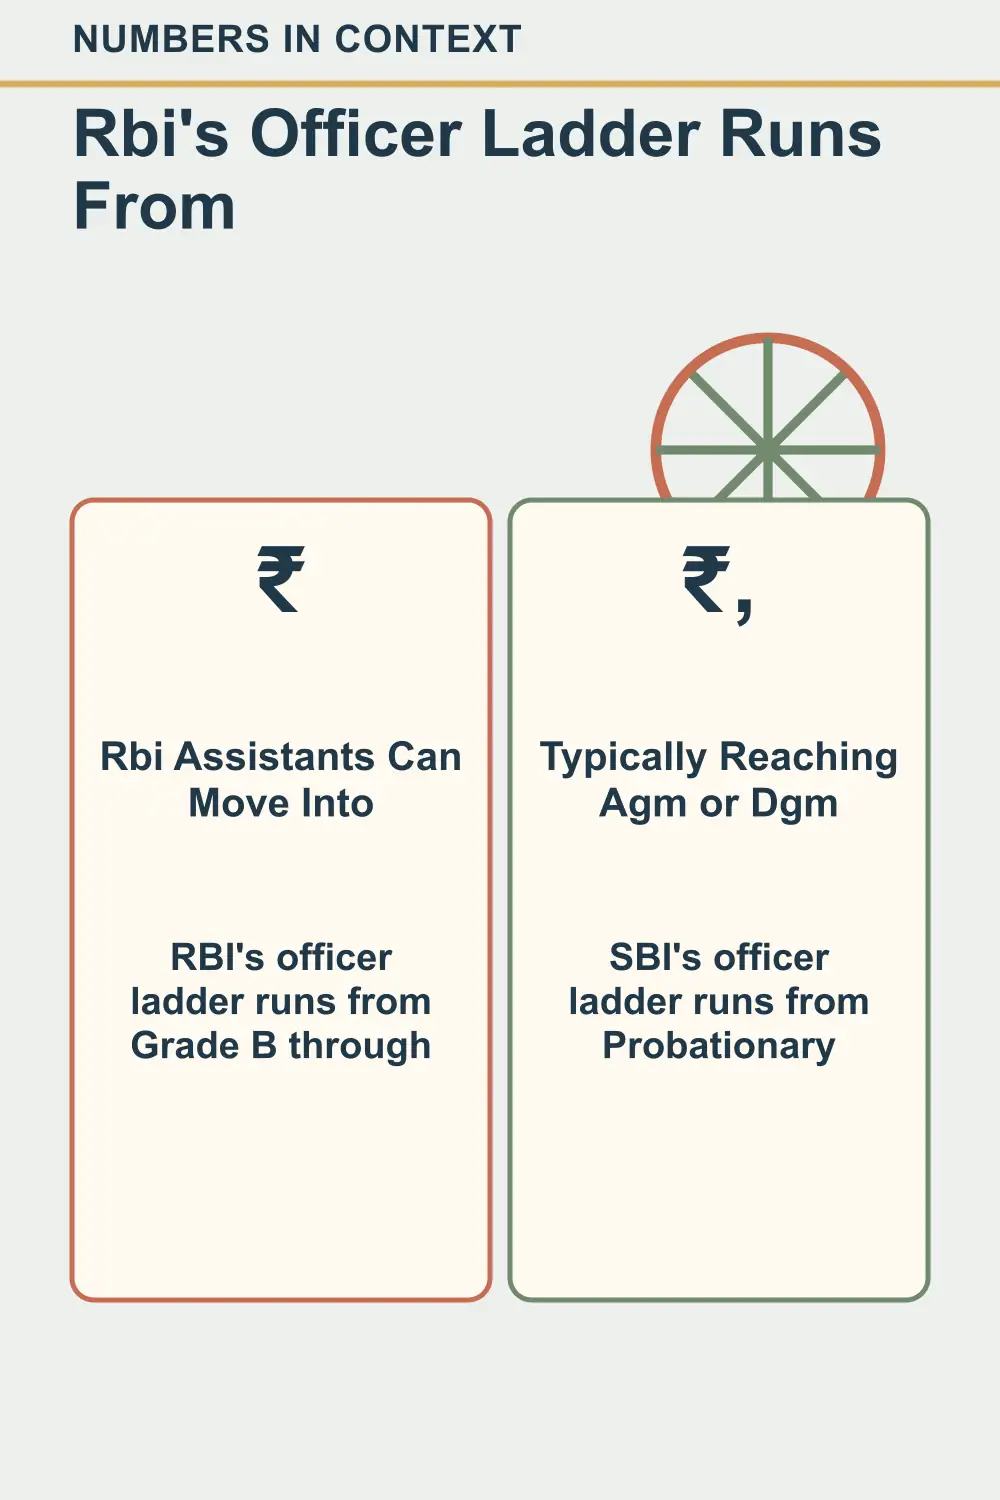 NUMBERS IN CONTEXT
Rbi's Officer Ladder Runs
From
₹
Rbi Assistants Can
Move Into
RBI's officer
ladder runs from
Grade B through
₹,
Typically Reaching
Agm or Dgm
SBI's officer
ladder runs from
Probationary